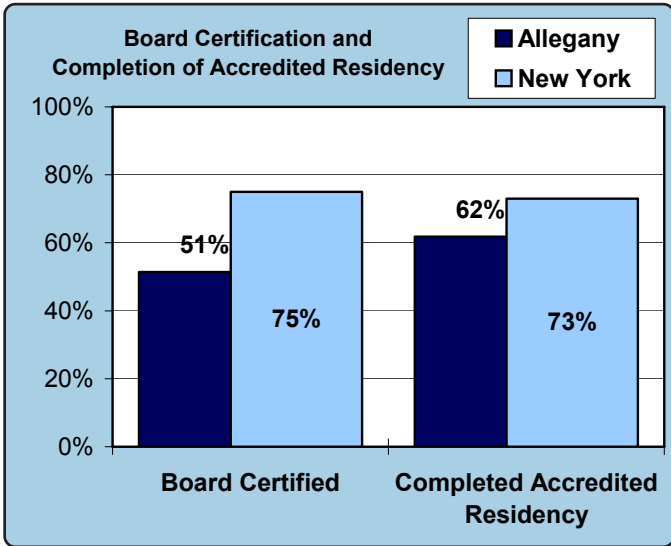 Board Certification and
Completion of Accredited Residency
Allegany
New York
100%
80%
60%
40%
20%
0%
51%
75%
62%
73%
Board Certified
Completed Accredited
Residency